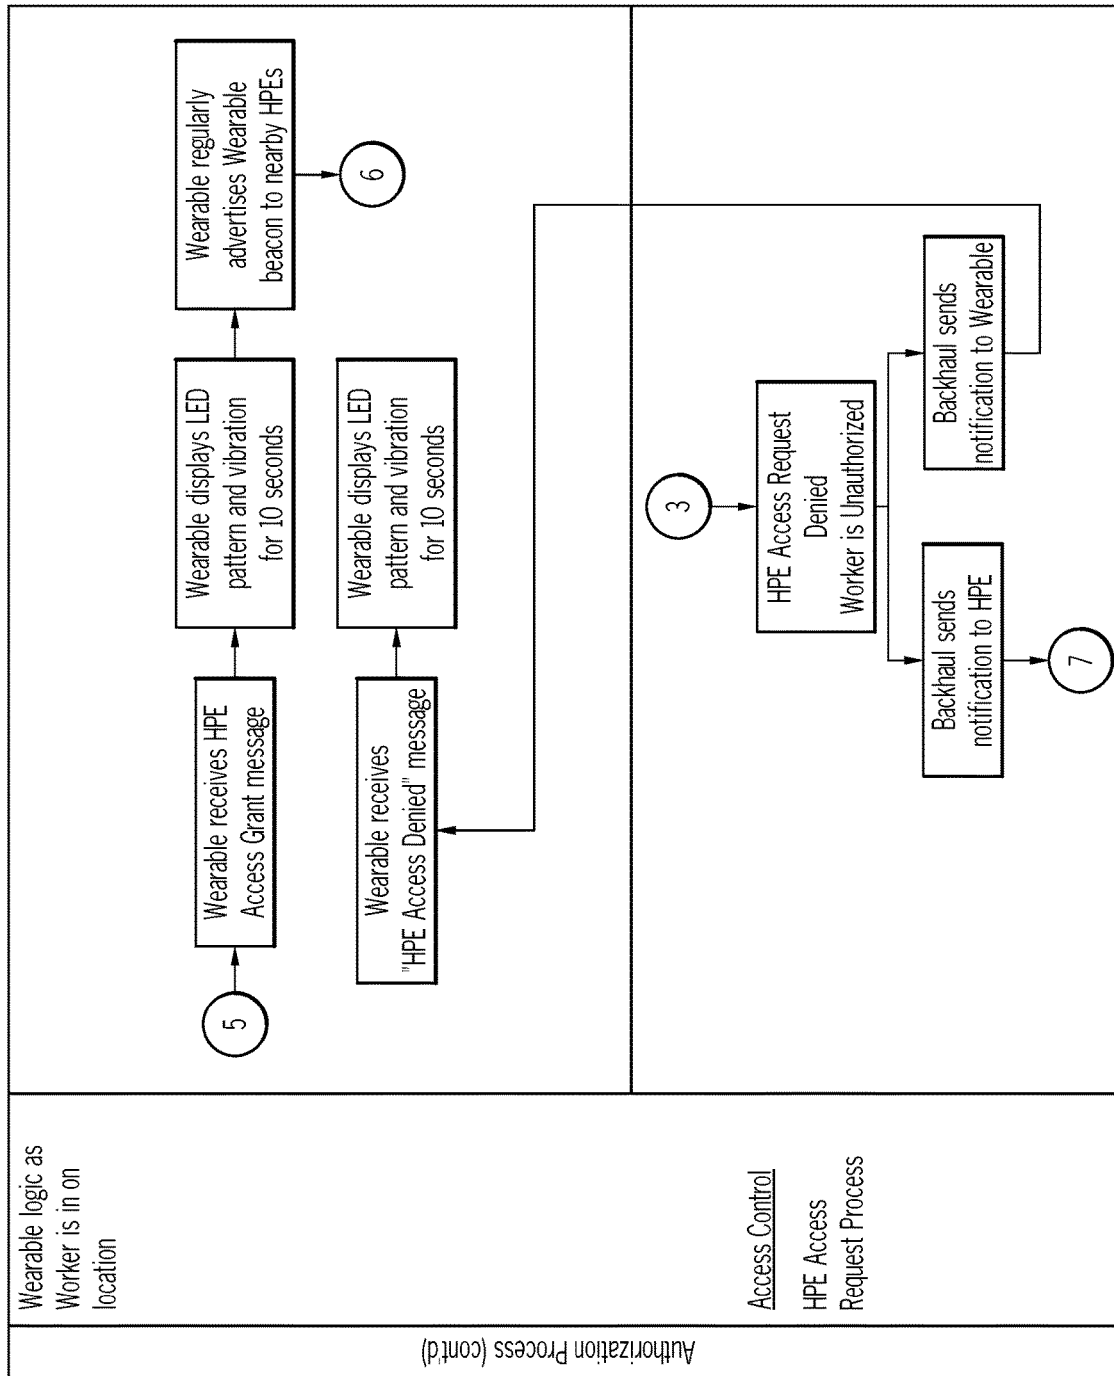 Authorization Process (cont'd)
Wearable logic as
Worker is in on
location
5
Wearable receives HPE
Access Grant message
Wearable displays LED
pattern and vibration
for 10 seconds
Wearable regularly
advertises Wearable
beacon to nearby HPEs
6
Wearable receives
"HPE Access Denied" message
Wearable displays LED
pattern and vibration
for 10 seconds
Access Control
HPE Access
Request Process
3
HPE Access Request
Denied
Worker is Unauthorized
Backhaul sends
notification to HPE
7
Backhaul sends
notification to Wearable